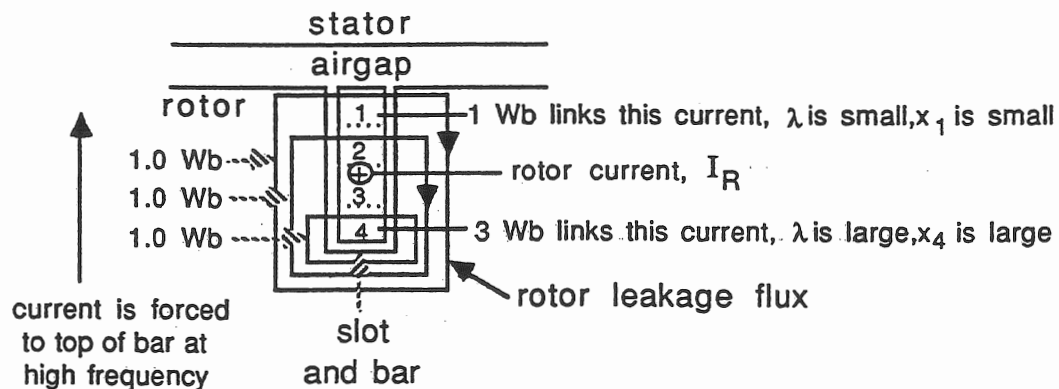 stator
airgap
rotor
1
1 Wb links this current, λ is small,x₁ is small
2
1.0 Wb
rotor current, I_R
1.0 Wb
3
1.0 Wb
4
3 Wb links this current, λ is large,x₄ is large
rotor leakage flux
current is forced
to top of bar at
high frequency
slot
and bar